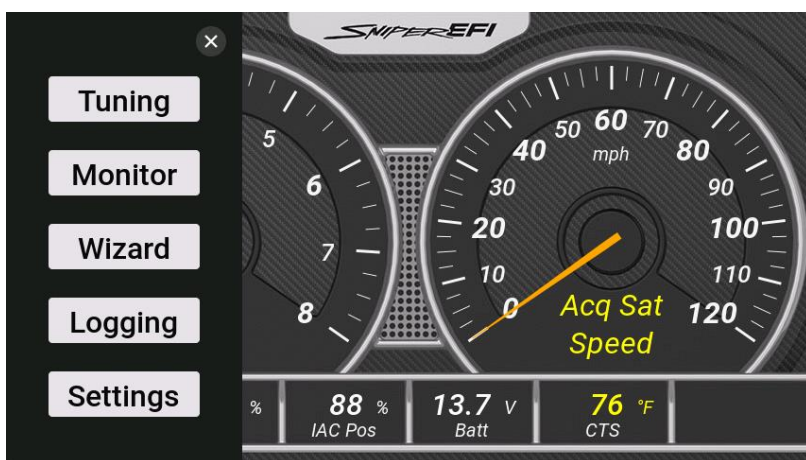 SNIPER EFI
×
Tuning
Monitor
Wizard
Logging
Settings
5
6
7
8
0
10
20
30
40
50
60
70
80
90
100
110
120
mph
Acq Sat
Speed
%
88 %
IAC Pos
13.7 V
Batt
76 °F
CTS